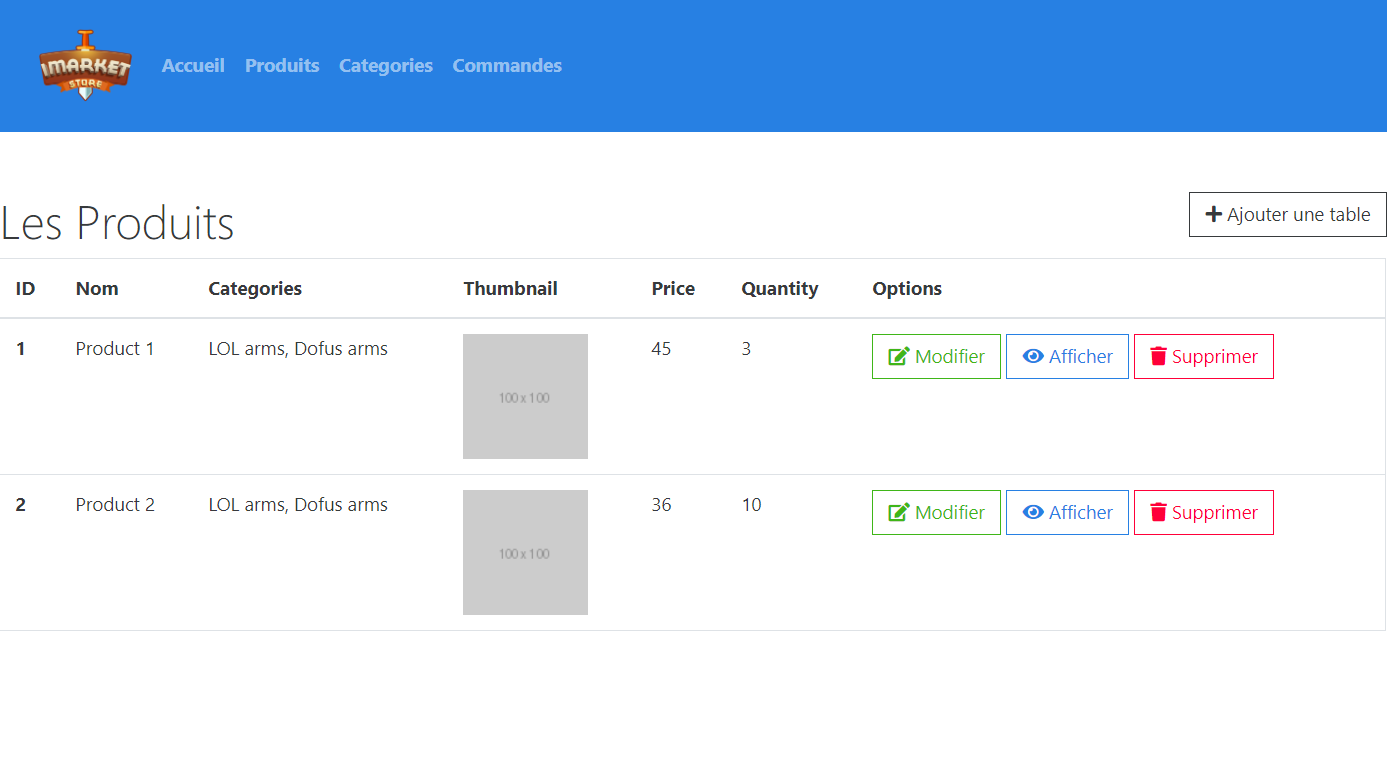 IMARKET
STORE
Accueil Produits Categories Commandes
Les Produits
Ajouter une table
ID Nom Categories Thumbnail Price Quantity Options
1 Product 1 LOL arms, Dofus arms 100 x 100 45 3 Modifier Afficher Supprimer
2 Product 2 LOL arms, Dofus arms 100 x 100 36 10 Modifier Afficher Supprimer